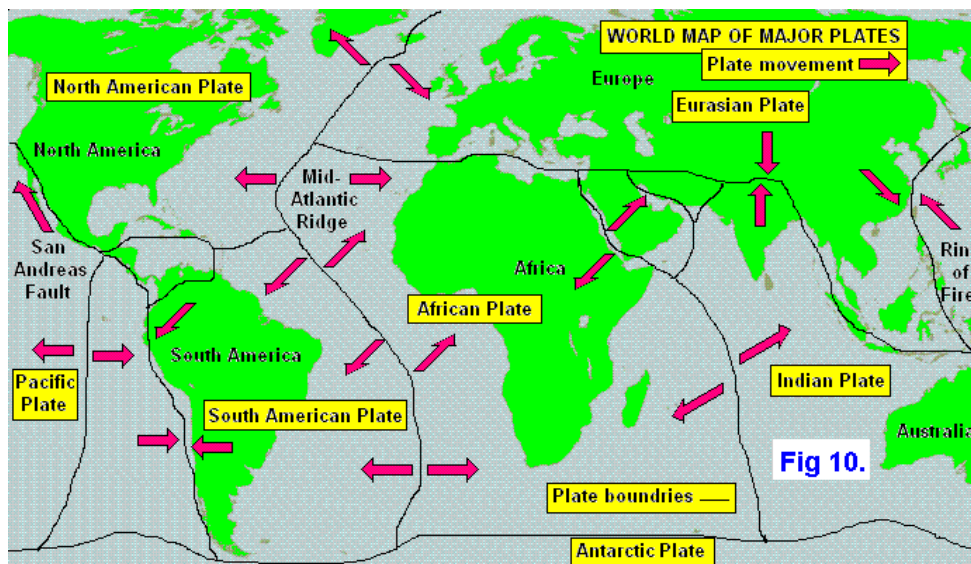 WORLD MAP OF MAJOR PLATES
Plate movement
Europe
North American Plate
Eurasian Plate
North America
Mid-
Atlantic
Ridge
San
Andreas
Fault
Africa
Rin
of
Fire
African Plate
South America
Pacific
Plate
Indian Plate
South American Plate
Australia
Fig 10.
Plate boundries
Antarctic Plate